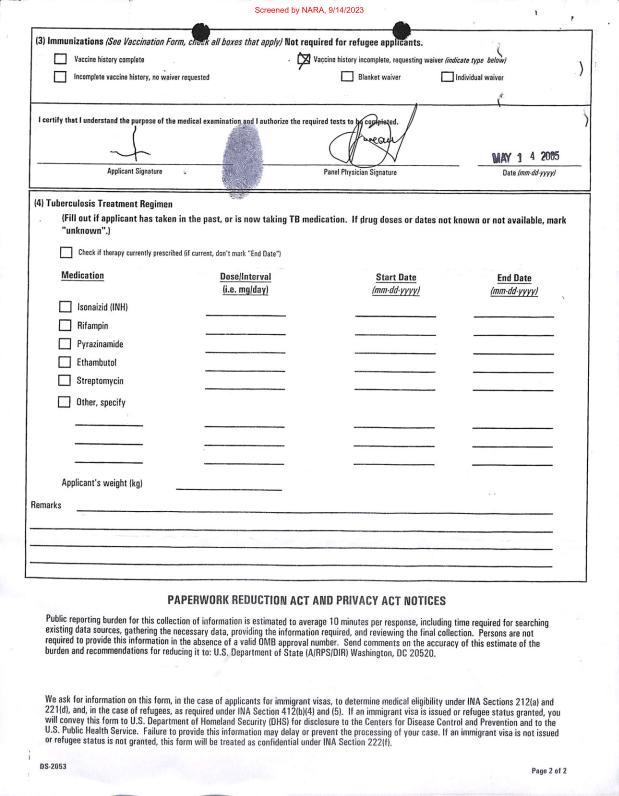 Screened by NARA, 9/14/2023
(3) Immunizations (See Vaccination Form, check all boxes that apply) Not required for refugee applicants.
Vaccine history complete
Vaccine history incomplete, requesting waiver (indicate type below)
Incomplete vaccine history, no waiver requested
Blanket waiver
Individual waiver
I certify that I understand the purpose of the medical examination and I authorize the required tests to be completed.
MAY 1 4 2005
Applicant Signature
Panel Physician Signature
Date (mm-dd-yyyy)
(4) Tuberculosis Treatment Regimen
(Fill out if applicant has taken in the past, or is now taking TB medication. If drug doses or dates not known or not available, mark
"unknown".)
Check if therapy currently prescribed (if current, don't mark "End Date")
Medication Dose/Interval Start Date End Date
(i.e. mg/day) (mm-dd-yyyy) (mm-dd-yyyy)
Isonaizid (INH)
Rifampin
Pyrazinamide
Ethambutol
Streptomycin
Other, specify
Applicant's weight (kg)
Remarks
PAPERWORK REDUCTION ACT AND PRIVACY ACT NOTICES
Public reporting burden for this collection of information is estimated to average 10 minutes per response, including time required for searching
existing data sources, gathering the necessary data, providing the information required, and reviewing the final collection. Persons are not
required to provide this information in the absence of a valid OMB approval number. Send comments on the accuracy of this estimate of the
burden and recommendations for reducing it to: U.S. Department of State (A/RPS/DIR) Washington, DC 20520.
We ask for information on this form, in the case of applicants for immigrant visas, to determine medical eligibility under INA Sections 212(a) and
221(d), and, in the case of refugees, as required under INA Section 412(b)(4) and (5). If an immigrant visa is issued or refugee status granted, you
will convey this form to U.S. Department of Homeland Security (DHS) for disclosure to the Centers for Disease Control and Prevention and to the
U.S. Public Health Service. Failure to provide this information may delay or prevent the processing of your case. If an immigrant visa is not issued
or refugee status is not granted, this form will be treated as confidential under INA Section 222(f).
DS-2053
Page 2 of 2